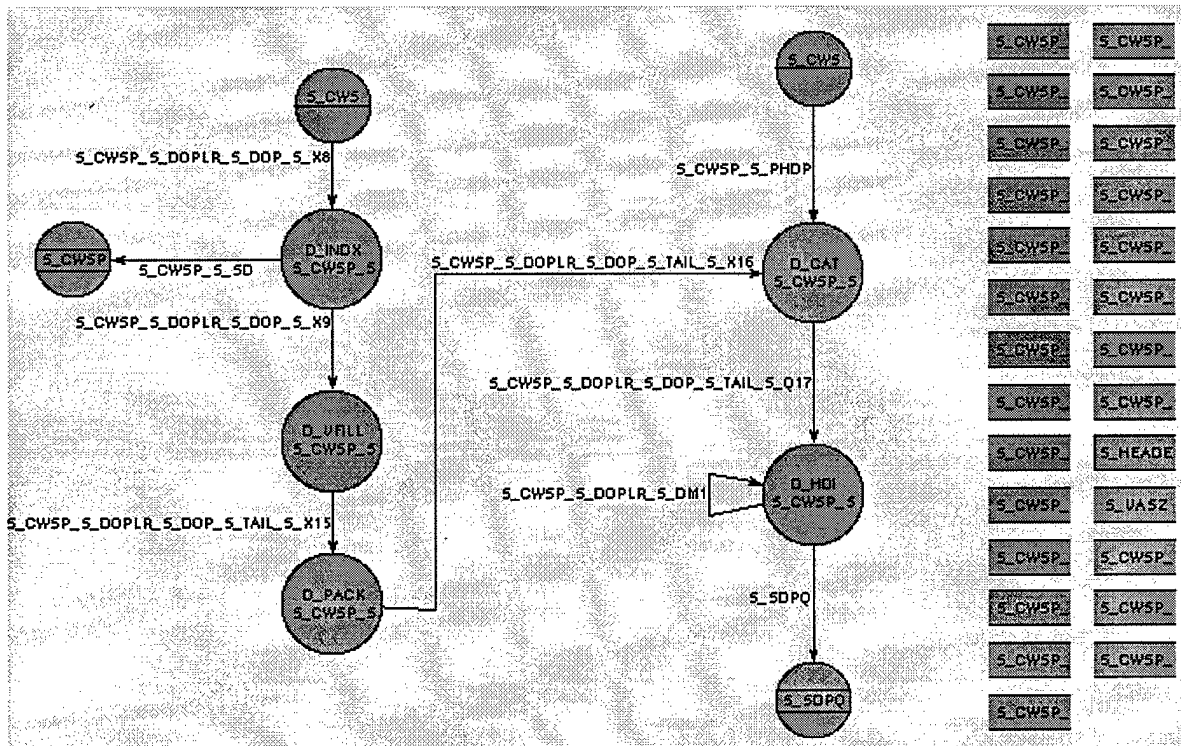 S_CWS
S_CWSP_S_DOPLR_S_DOP_S_X8
D_INDX
S_CWSP_S
S_CWSP
S_CWSP_S_SD
S_CWSP_S_DOPLR_S_DOP_S_X9
D_VFILL
S_CWSP_S
S_CWSP_S_DOPLR_S_DOP_S_TAIL_S_X15
D_PACK
S_CWSP_S
S_CWSP_S_DOPLR_S_DOP_S_TAIL_S_X16
S_CWS
S_CWSP_S_PHDP
D_CAT
S_CWSP_S
S_CWSP_S_DOPLR_S_DOP_S_TAIL_S_Q17
D_HDI
S_CWSP_S
S_CWSP_S_DOPLR_S_DM1
S_SDPQ
S_SDPQ
S_CWSP_ S_CWSP_
S_CWSP_ S_CWSP_
S_CWSP_ S_CWSP_
S_CWSP_ S_CWSP_
S_CWSP_ S_CWSP_
S_CWSP_ S_CWSP_
S_CWSP_ S_CWSP_
S_CWSP_ S_CWSP_
S_CWSP_ S_HEADE
S_CWSP_ S_VASZ
S_CWSP_ S_CWSP_
S_CWSP_ S_CWSP_
S_CWSP_ S_CWSP_
S_CWSP_